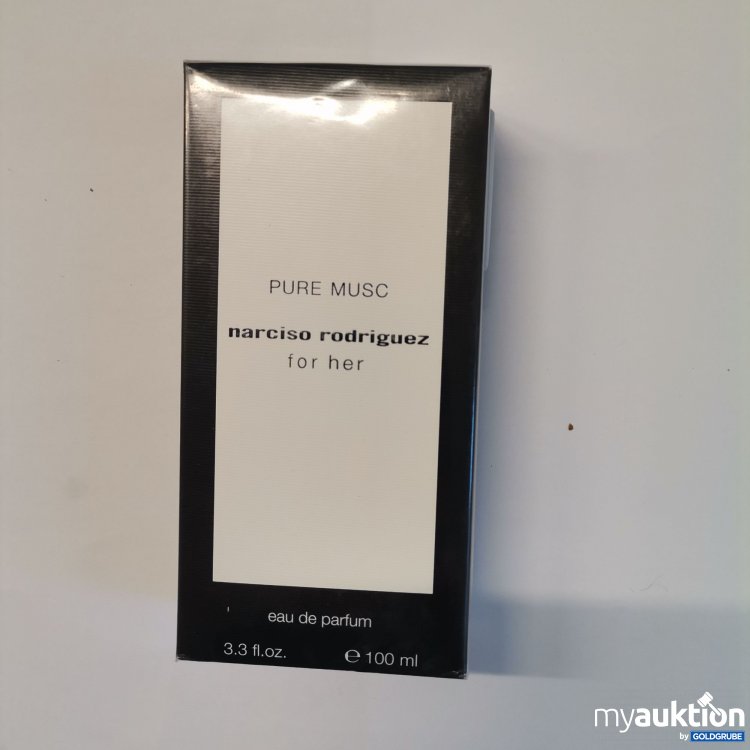 PURE MUSC
narciso rodriguez
for her
eau de parfum
3.3 fl.oz. ℮ 100 ml
myauktion
by GOLDGRUBE